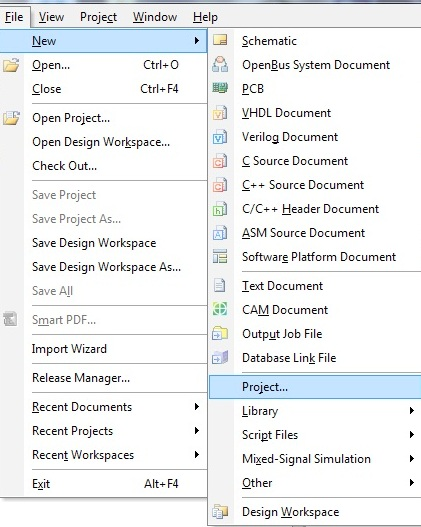 File View Project Window Help
New
Open... Ctrl+O
Close Ctrl+F4
Open Project...
Open Design Workspace...
Check Out...
Save Project
Save Project As...
Save Design Workspace
Save Design Workspace As...
Save All
Smart PDF...
Import Wizard
Release Manager...
Recent Documents
Recent Projects
Recent Workspaces
Exit Alt+F4
Schematic
OpenBus System Document
PCB
VHDL Document
Verilog Document
C Source Document
C++ Source Document
C/C++ Header Document
ASM Source Document
Software Platform Document
Text Document
CAM Document
Output Job File
Database Link File
Project...
Library
Script Files
Mixed-Signal Simulation
Other
Design Workspace